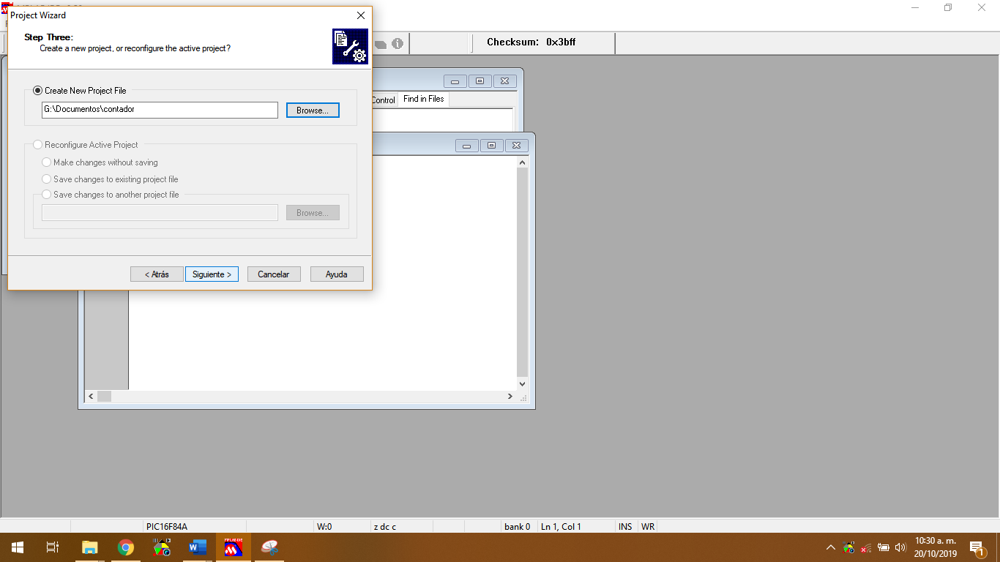 Project Wizard
Step Three:
Create a new project, or reconfigure the active project?
Checksum: 0x3bff
Create New Project File
G:\Documentos\contador
Browse...
Control
Find in Files
Reconfigure Active Project
Make changes without saving
Save changes to existing project file
Save changes to another project file
Browse...
< Atrás
Siguiente >
Cancelar
Ayuda
PIC16F84A
W:0
z dc c
bank 0
Ln 1, Col 1
INS
WR
10:30 a. m.
20/10/2019
1